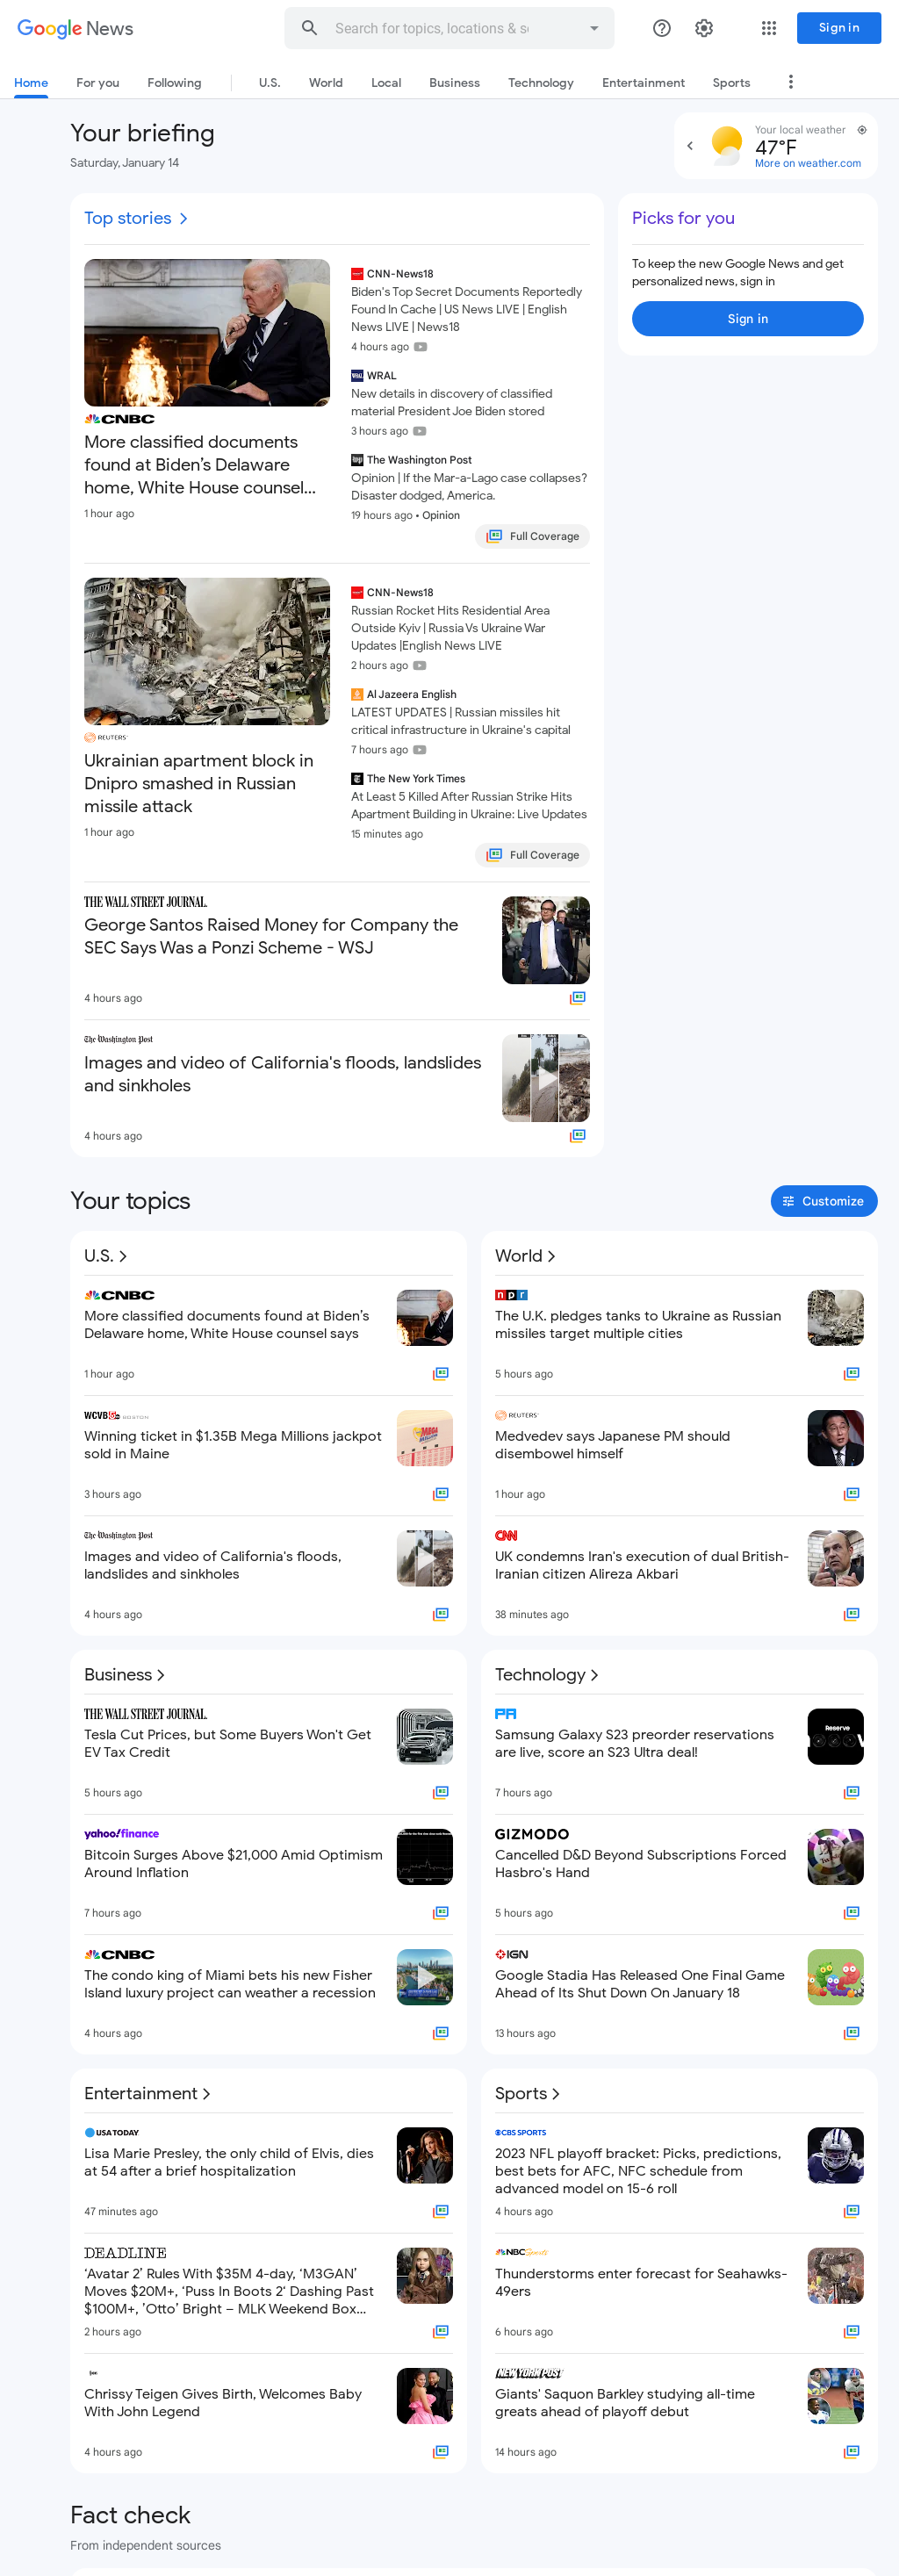 Google News
Search for topics, locations & s
Sign in
Home
For you
Following
U.S.
World
Local
Business
Technology
Entertainment
Sports
Your briefing
Saturday, January 14
Your local weather
47°F
More on weather.com
Top stories
CNBC
More classified documents
found at Biden’s Delaware
home, White House counsel...
1 hour ago
CNN-News18
Biden's Top Secret Documents Reportedly
Found In Cache | US News LIVE | English
News LIVE | News18
4 hours ago
WRAL
New details in discovery of classified
material President Joe Biden stored
3 hours ago
The Washington Post
Opinion | If the Mar-a-Lago case collapses?
Disaster dodged, America.
19 hours ago • Opinion
Full Coverage
Picks for you
To keep the new Google News and get
personalized news, sign in
Sign in
REUTERS
Ukrainian apartment block in
Dnipro smashed in Russian
missile attack
1 hour ago
CNN-News18
Russian Rocket Hits Residential Area
Outside Kyiv | Russia Vs Ukraine War
Updates |English News LIVE
2 hours ago
Al Jazeera English
LATEST UPDATES | Russian missiles hit
critical infrastructure in Ukraine's capital
7 hours ago
The New York Times
At Least 5 Killed After Russian Strike Hits
Apartment Building in Ukraine: Live Updates
15 minutes ago
Full Coverage
THE WALL STREET JOURNAL.
George Santos Raised Money for Company the
SEC Says Was a Ponzi Scheme - WSJ
4 hours ago
The Washington Post
Images and video of California's floods, landslides
and sinkholes
4 hours ago
Your topics
Customize
U.S.
CNBC
More classified documents found at Biden’s
Delaware home, White House counsel says
1 hour ago
WCVB 5 BOSTON
Winning ticket in $1.35B Mega Millions jackpot
sold in Maine
3 hours ago
The Washington Post
Images and video of California's floods,
landslides and sinkholes
4 hours ago
World
npr
The U.K. pledges tanks to Ukraine as Russian
missiles target multiple cities
5 hours ago
REUTERS
Medvedev says Japanese PM should
disembowel himself
1 hour ago
CNN
UK condemns Iran's execution of dual British-
Iranian citizen Alireza Akbari
38 minutes ago
Business
THE WALL STREET JOURNAL.
Tesla Cut Prices, but Some Buyers Won't Get
EV Tax Credit
5 hours ago
yahoo!finance
Bitcoin Surges Above $21,000 Amid Optimism
Around Inflation
7 hours ago
CNBC
The condo king of Miami bets his new Fisher
Island luxury project can weather a recession
4 hours ago
Technology
PA
Samsung Galaxy S23 preorder reservations
are live, score an S23 Ultra deal!
Reserve
7 hours ago
GIZMODO
Cancelled D&D Beyond Subscriptions Forced
Hasbro's Hand
5 hours ago
IGN
Google Stadia Has Released One Final Game
Ahead of Its Shut Down On January 18
13 hours ago
Entertainment
USA TODAY
Lisa Marie Presley, the only child of Elvis, dies
at 54 after a brief hospitalization
47 minutes ago
DEADLINE
‘Avatar 2’ Rules With $35M 4-day, ‘M3GAN’
Moves $20M+, ‘Puss In Boots 2‘ Dashing Past
$100M+, ’Otto’ Bright – MLK Weekend Box...
2 hours ago
Chrissy Teigen Gives Birth, Welcomes Baby
With John Legend
4 hours ago
Sports
CBS SPORTS
2023 NFL playoff bracket: Picks, predictions,
best bets for AFC, NFC schedule from
advanced model on 15-6 roll
4 hours ago
NBC Sports
Thunderstorms enter forecast for Seahawks-
49ers
6 hours ago
NEW YORK POST
Giants' Saquon Barkley studying all-time
greats ahead of playoff debut
14 hours ago
Fact check
From independent sources